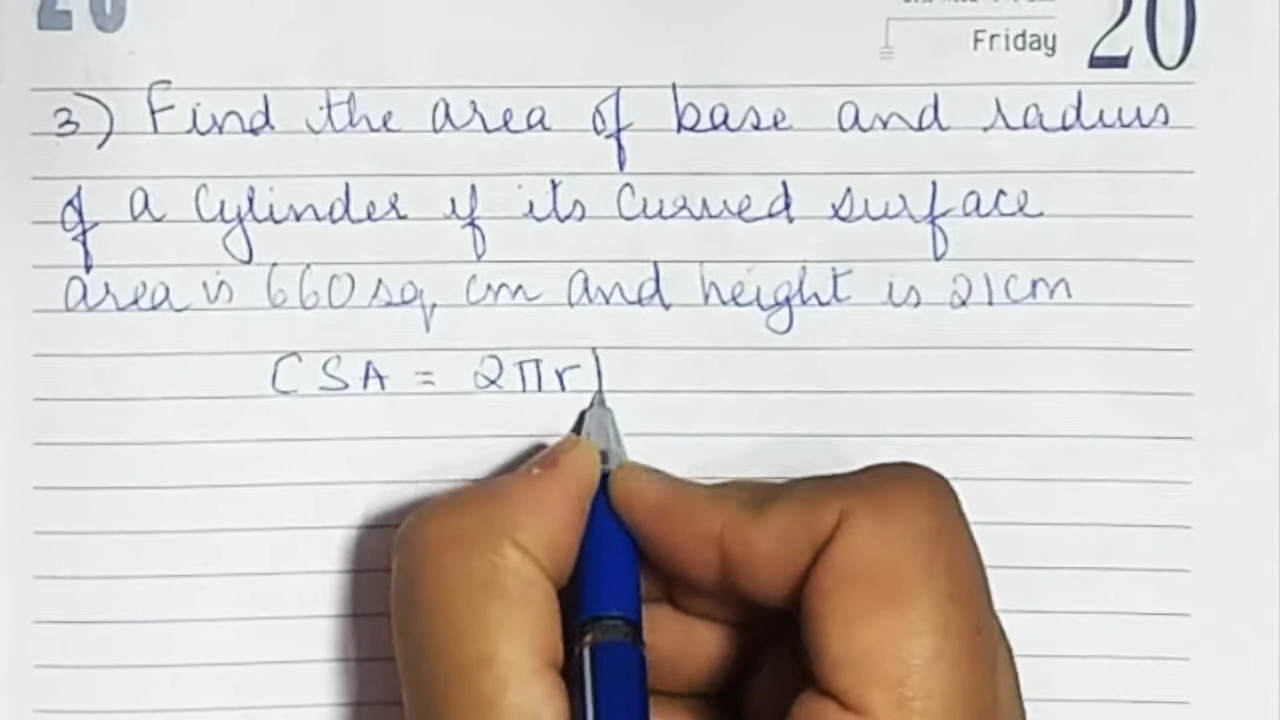 20
Friday
3) Find the area of base and radius
of a cylinder if its curved surface
area is 660 sq cm and height is 21cm
CSA = 2πr